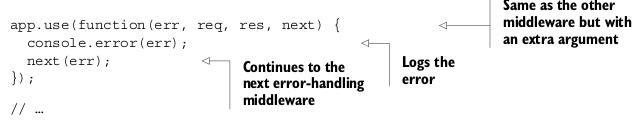 app.use(function(err, req, res, next) {
  console.error(err);
  next(err);
});
// …
Same as the other
middleware but with
an extra argument
Logs the
error
Continues to the
next error-handling
middleware